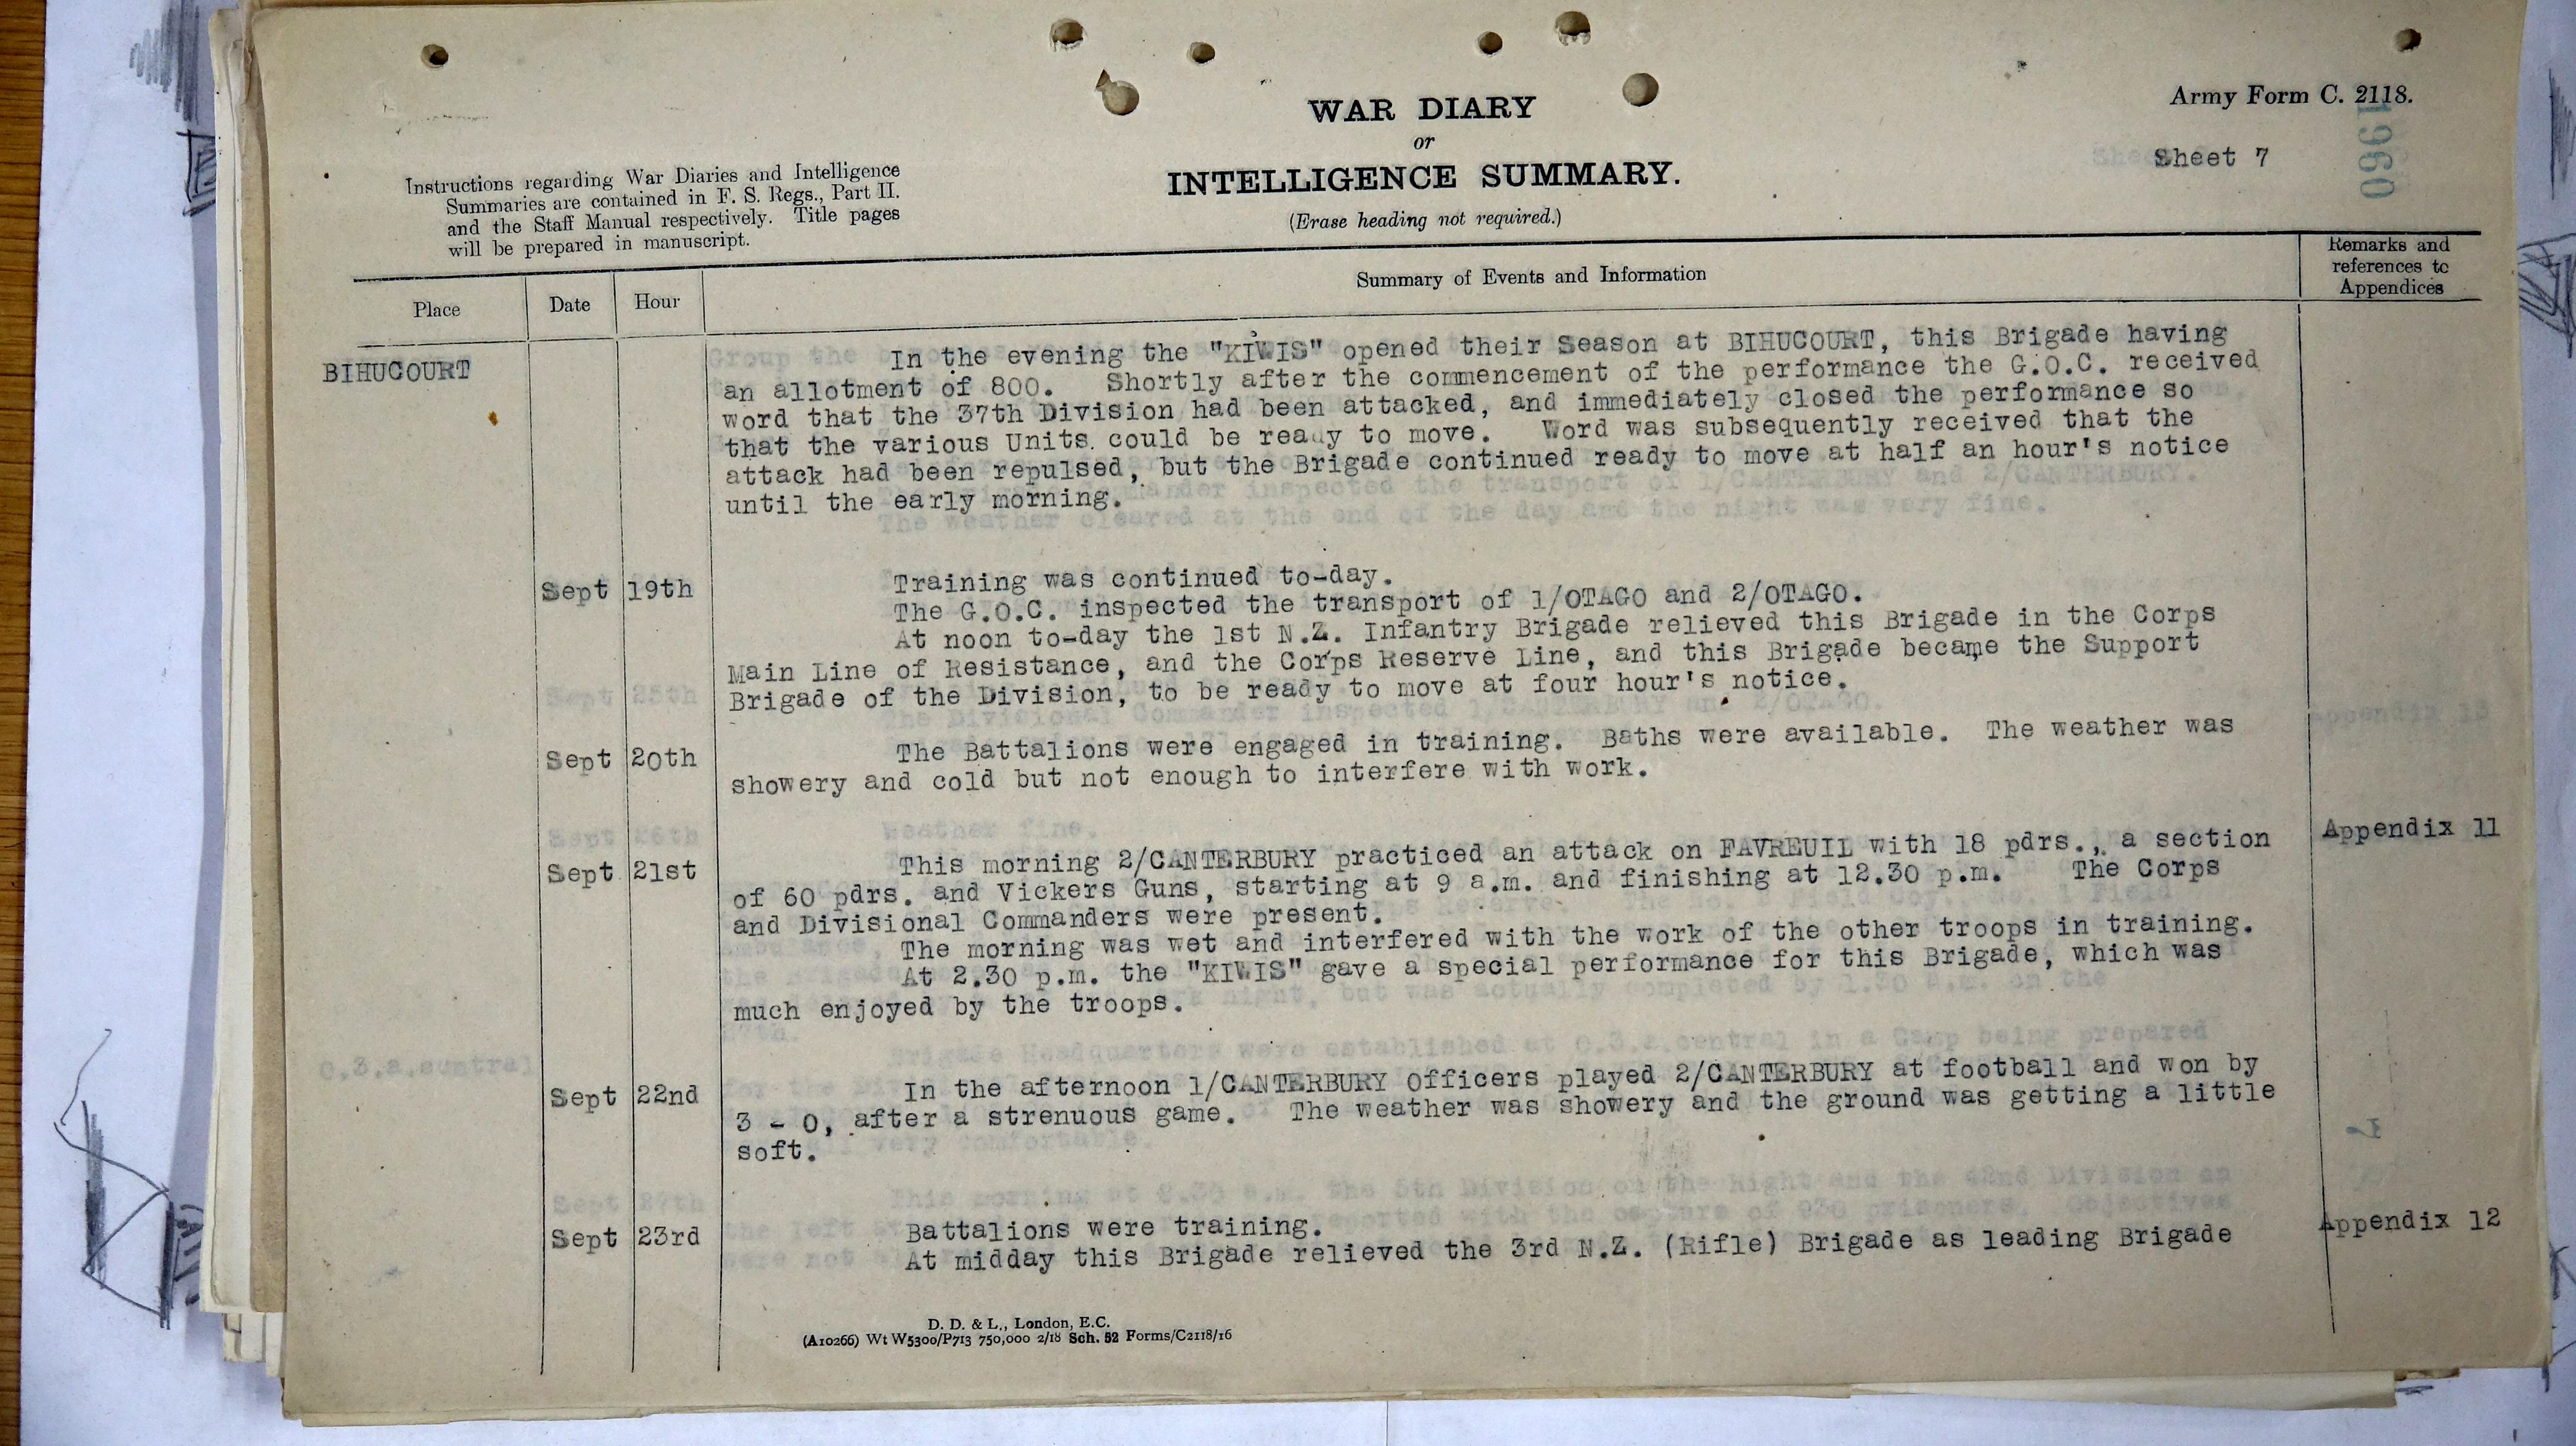 Army Form C. 2118.
WAR DIARY
or
INTELLIGENCE SUMMARY.
(Erase heading not required.)
Sheet 7
0961
Instructions regarding War Diaries and Intelligence
Summaries are contained in F. S. Regs., Part II.
and the Staff Manual respectively. Title pages
will be prepared in manuscript.
Place
Date
Hour
Summary of Events and Information
Remarks and
references to
Appendices
BIHUCOURT
In the evening the "KIWIS" opened their Season at BIHUCOURT, this Brigade having
an allotment of 800. Shortly after the commencement of the performance the G.O.C. received
word that the 37th Division had been attacked, and immediately closed the performance so
that the various Units could be ready to move. Word was subsequently received that the
attack had been repulsed, but the Brigade continued ready to move at half an hour's notice
until the early morning.
Sept 19th
Training was continued to-day.
The G.O.C. inspected the transport of 1/OTAGO and 2/OTAGO.
At noon to-day the 1st N.Z. Infantry Brigade relieved this Brigade in the Corps
Main Line of Resistance, and the Corps Reserve Line, and this Brigade became the Support
Brigade of the Division, to be ready to move at four hour's notice.
Sept 20th
The Battalions were engaged in training. Baths were available. The weather was
showery and cold but not enough to interfere with work.
Sept 21st
This morning 2/CANTERBURY practiced an attack on FAVREUIL with 18 pdrs., a section
Appendix 11
of 60 pdrs. and Vickers Guns, starting at 9 a.m. and finishing at 12.30 p.m. The Corps
and Divisional Commanders were present.
The morning was wet and interfered with the work of the other troops in training.
At 2.30 p.m. the "KIWIS" gave a special performance for this Brigade, which was
much enjoyed by the troops.
Sept 22nd
In the afternoon 1/CANTERBURY Officers played 2/CANTERBURY at football and won by
3 - 0, after a strenuous game. The weather was showery and the ground was getting a little
soft.
Sept 23rd
Battalions were training.
At midday this Brigade relieved the 3rd N.Z. (Rifle) Brigade as leading Brigade
Appendix 12
D. D. & L., London, E.C.
(A10266) Wt W5300/P713 750,000 2/18 Sch. 52 Forms/C2118/16